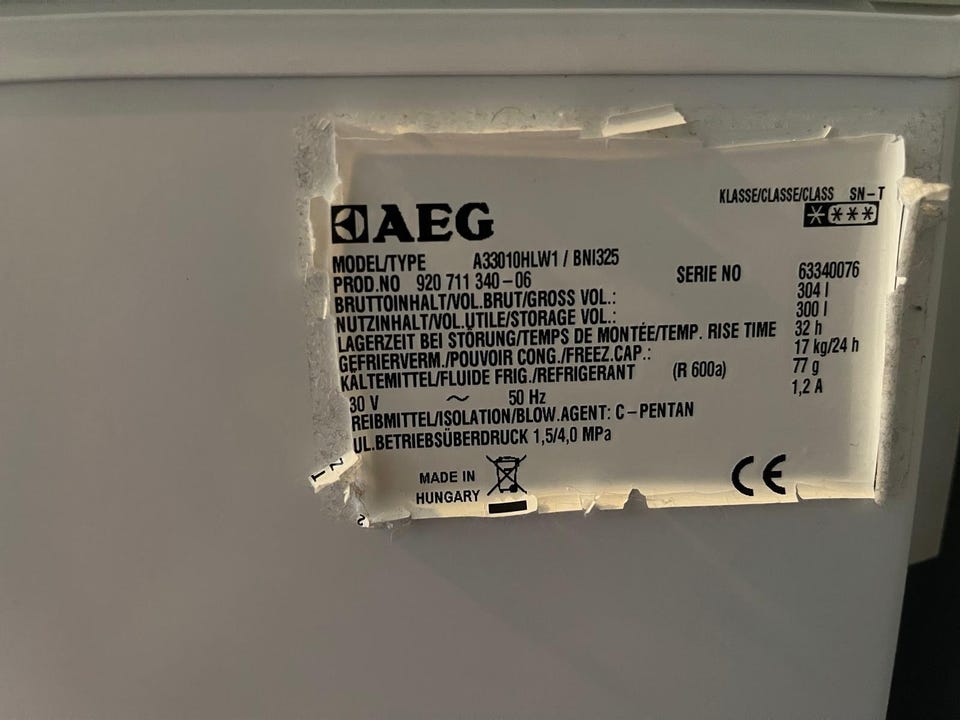 KLASSE/CLASSE/CLASS SN-T
AEG
MODEL/TYPE A33010HLW1 / BNI325
PROD.NO 920 711 340-06 SERIE NO 63340076
BRUTTOINHALT/VOL.BRUT/GROSS VOL.: 304 l
NUTZINHALT/VOL.UTILE/STORAGE VOL.: 300 l
LAGERZEIT BEI STÖRUNG/TEMPS DE MONTÉE/TEMP. RISE TIME 32 h
GEFRIERVERM./POUVOIR CONG./FREEZ.CAP.: 17 kg/24 h
KÄLTEMITTEL/FLUIDE FRIG./REFRIGERANT (R 600a) 77 g
30 V ~ 50 Hz 1,2 A
REIBMITTEL/ISOLATION/BLOW.AGENT: C-PENTAN
UL.BETRIEBSÜBERDRUCK 1,5/4,0 MPa
MADE IN
HUNGARY
CE